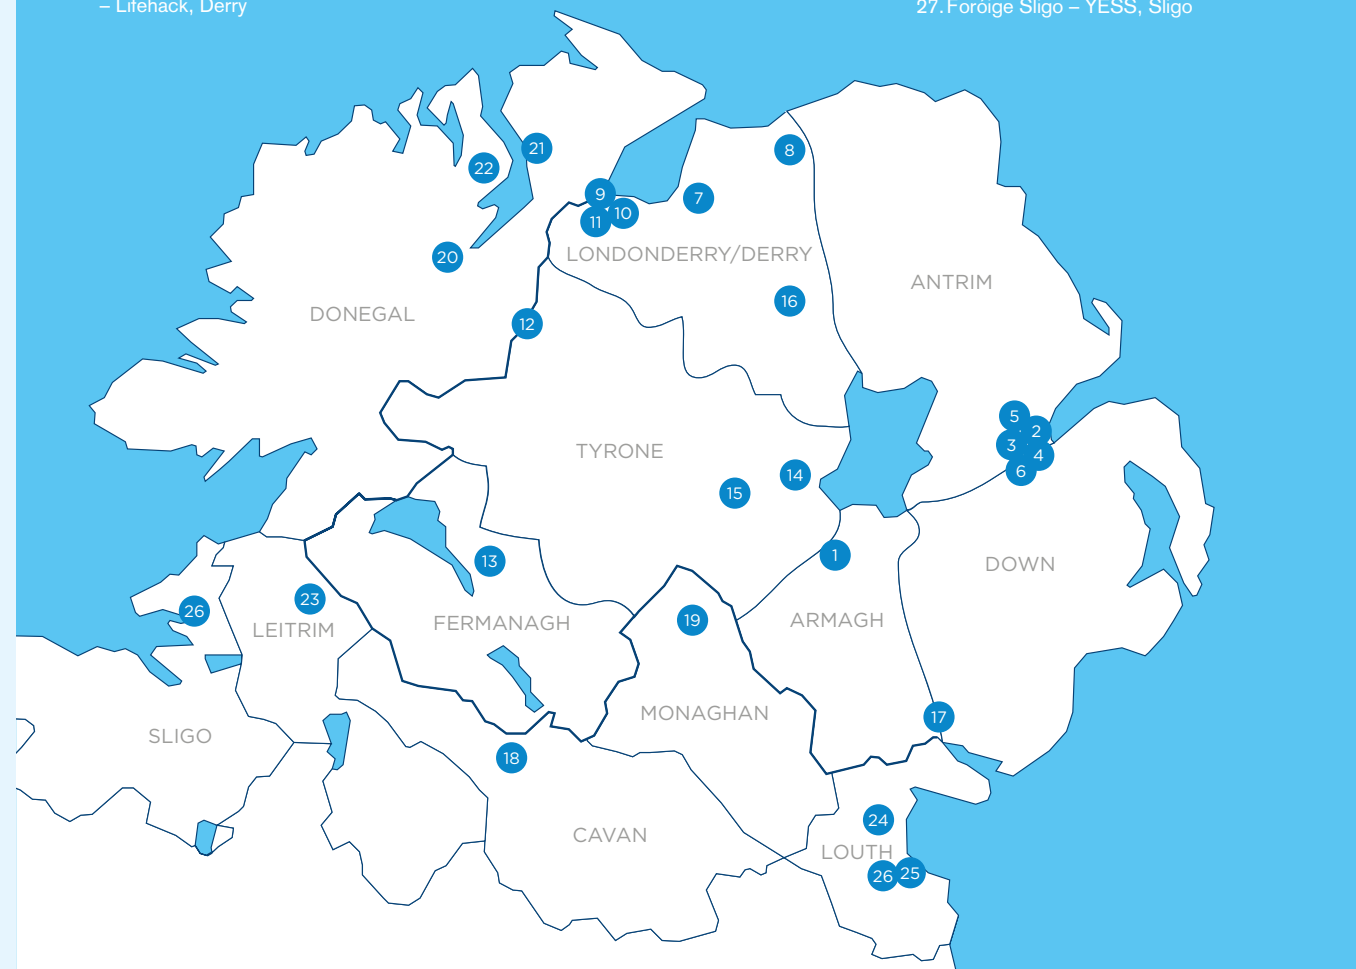 – Lifehack, Derry
27. Foróige Sligo – YESS, Sligo
21
8
22
9
7
10
11
LONDONDERRY/DERRY
20
ANTRIM
16
DONEGAL
12
5
2
3
TYRONE
4
6
14
15
1
13
DOWN
23
26
19
ARMAGH
FERMANAGH
LEITRIM
MONAGHAN
17
SLIGO
18
24
CAVAN
LOUTH
26
25